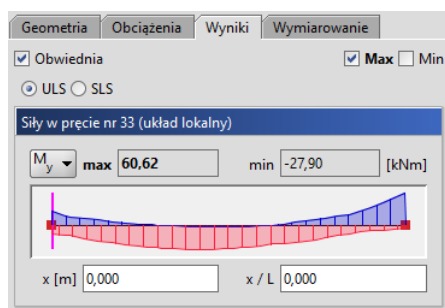 Geometria Obciążenia Wyniki Wymiarowanie
Obwiednia Max Min
ULS SLS
Siły w pręcie nr 33 (układ lokalny)
My max 60,62 min -27,90 [kNm]
x [m] 0,000 x / L 0,000